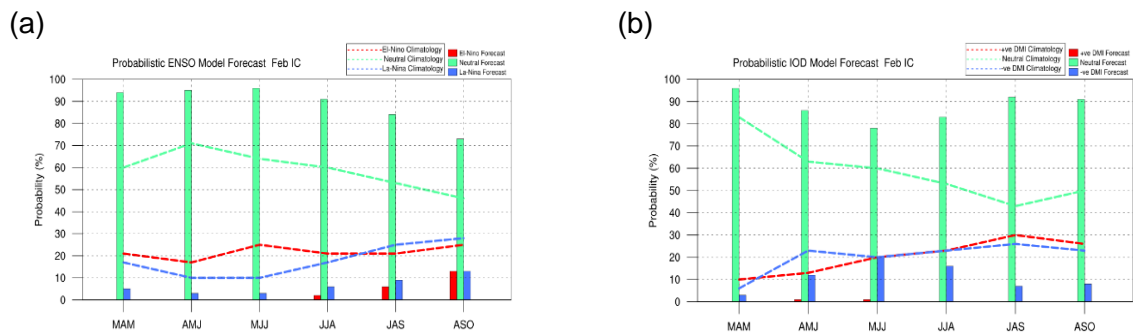 (a)
Probabilistic ENSO Model Forecast Feb IC
El-Nino Climatology
Neutral Climatology
La-Nina Climatology
El-Nino Forecast
Neutral Forecast
La-Nina Forecast
Probability (%)
100
90
80
70
60
50
40
30
20
10
0
MAM AMJ MJJ JJA JAS ASO
(b)
Probabilistic IOD Model Forecast Feb IC
+ve DMI Climatology
Neutral Climatology
-ve DMI Climatology
+ve DMI Forecast
Neutral Forecast
-ve DMI Forecast
Probability (%)
100
90
80
70
60
50
40
30
20
10
0
MAM AMJ MJJ JJA JAS ASO